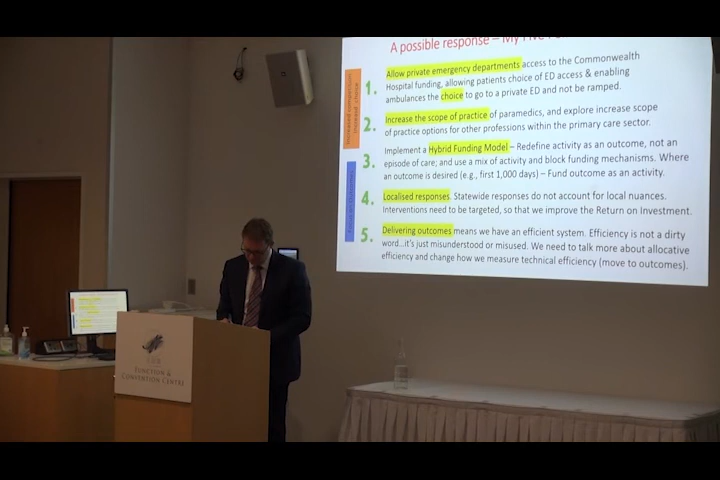 A possible response – My
Allow private emergency departments access to the Commonwealth
Hospital funding, allowing patients choice of ED access & enabling
ambulances the choice to go to a private ED and not be ramped.
1.
Increase the scope of practice of paramedics, and explore increase scope
of practice options for other professions within the primary care sector.
2.
Implement a Hybrid Funding Model – Redefine activity as an outcome, not an
episode of care; and use a mix of activity and block funding mechanisms. Where
an outcome is desired (e.g., first 1,000 days) – Fund outcome as an activity.
3.
Localised responses. Statewide responses do not account for local nuances.
Interventions need to be targeted, so that we improve the Return on Investment.
4.
Delivering outcomes means we have an efficient system. Efficiency is not a dirty
word...it's just misunderstood or misused. We need to talk more about allocative
efficiency and change how we measure technical efficiency (move to outcomes).
5.
FUNCTION &
CONVENTION CENTRE